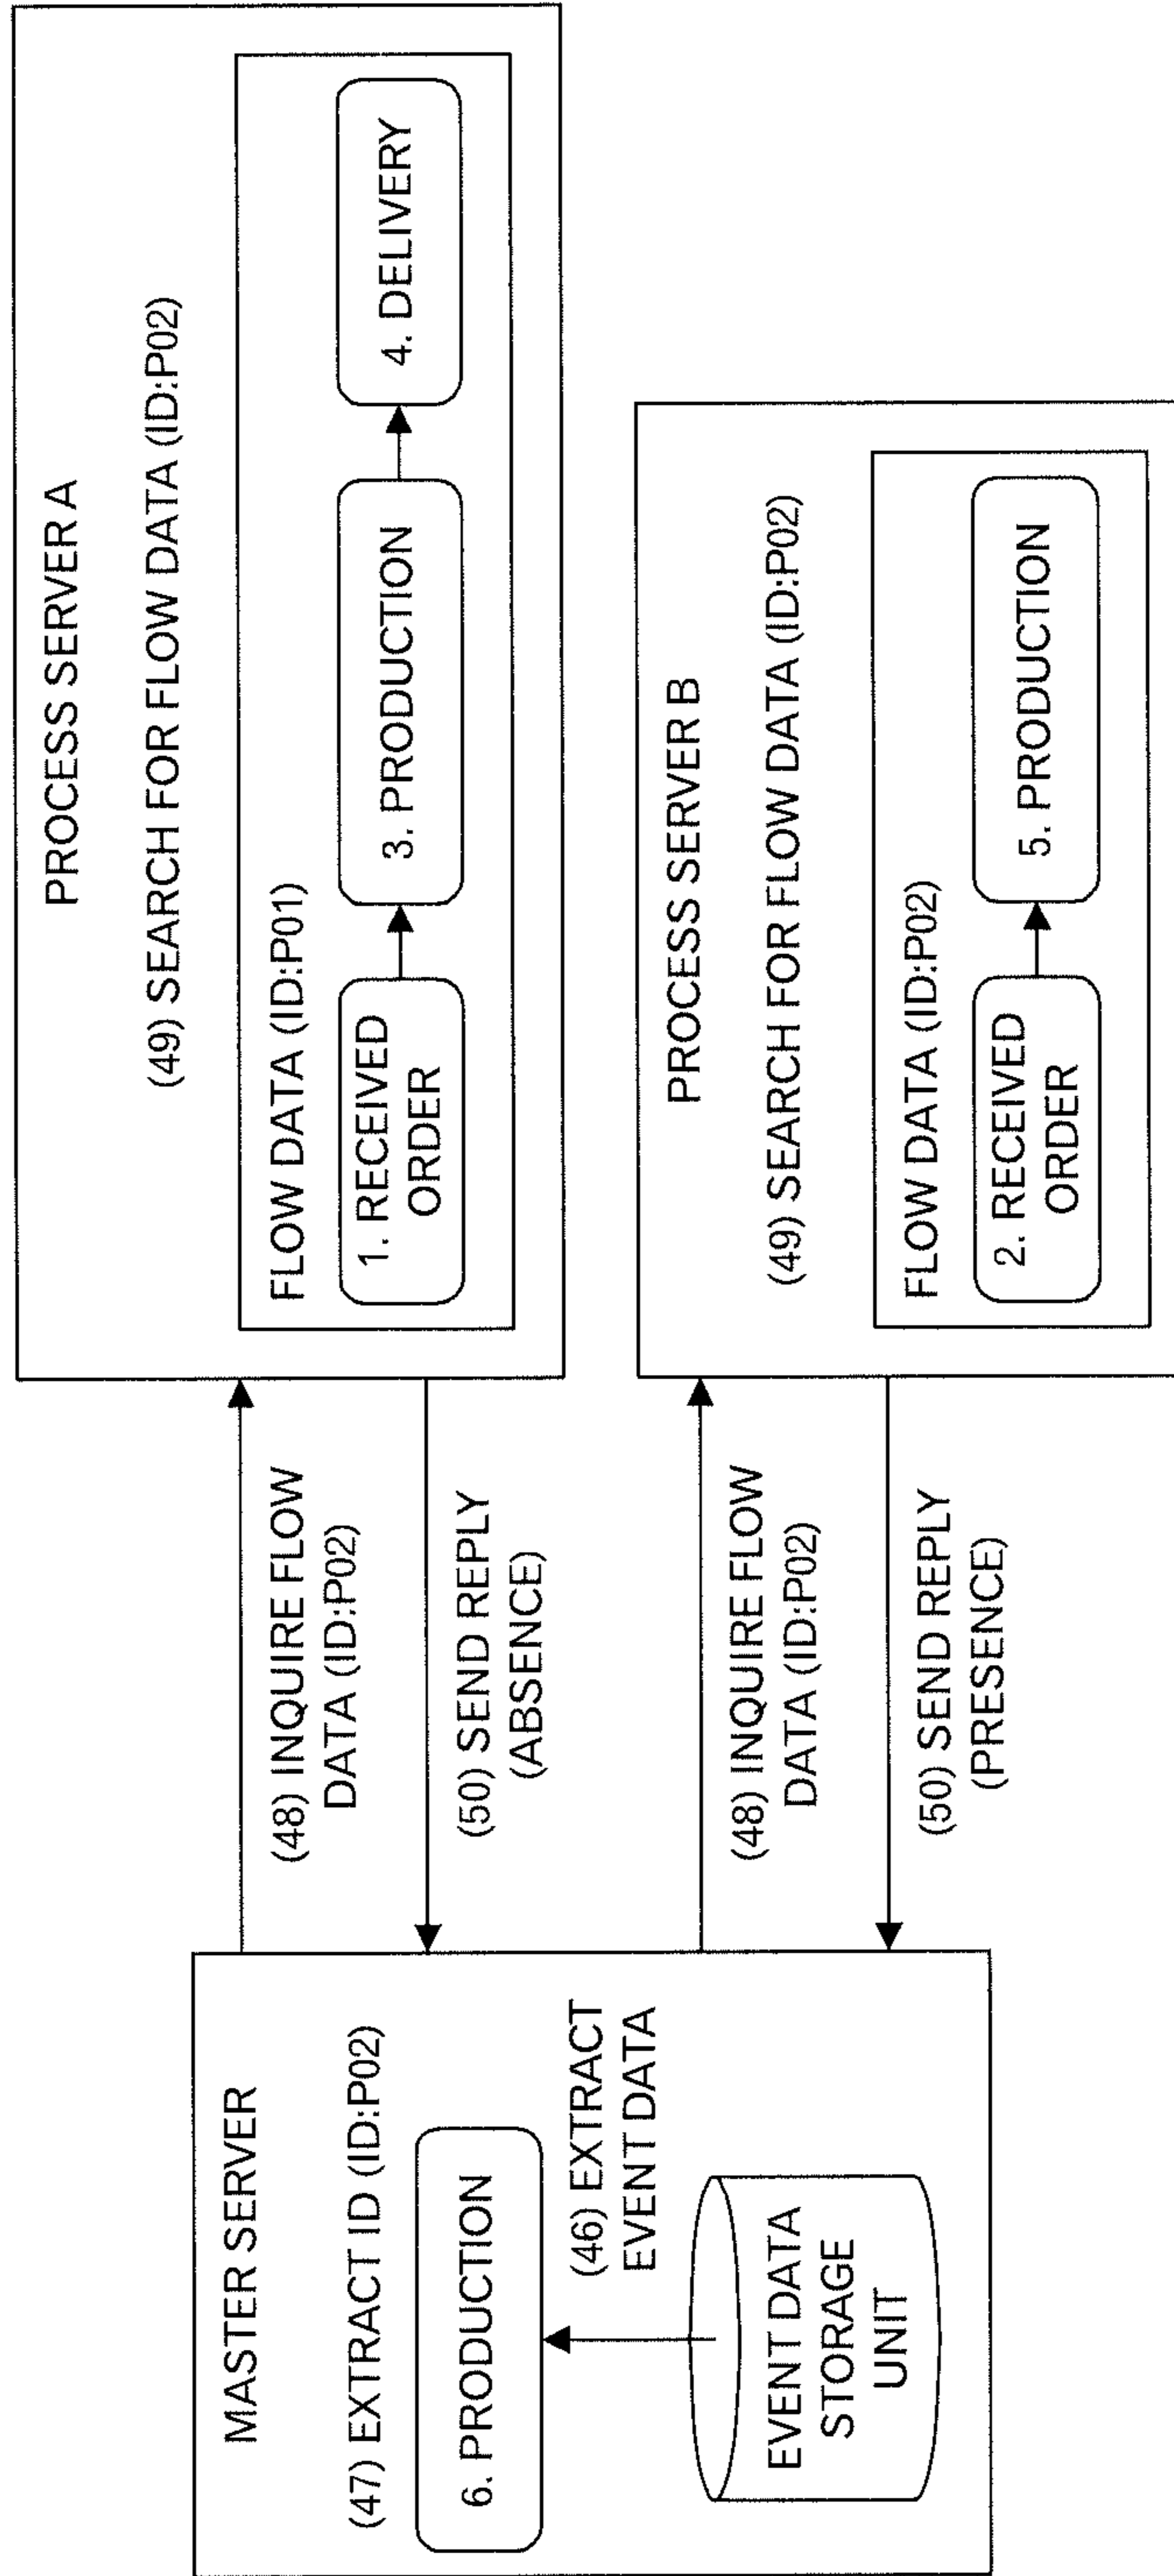 MASTER SERVER
(47) EXTRACT ID (ID:P02)
6. PRODUCTION
(46) EXTRACT
EVENT DATA
EVENT DATA
STORAGE
UNIT
(48) INQUIRE FLOW
DATA (ID:P02)
(50) SEND REPLY
(ABSENCE)
(48) INQUIRE FLOW
DATA (ID:P02)
(50) SEND REPLY
(PRESENCE)
PROCESS SERVER A
(49) SEARCH FOR FLOW DATA (ID:P02)
FLOW DATA (ID:P01)
1. RECEIVED
ORDER
3. PRODUCTION
4. DELIVERY
PROCESS SERVER B
(49) SEARCH FOR FLOW DATA (ID:P02)
FLOW DATA (ID:P02)
2. RECEIVED
ORDER
5. PRODUCTION